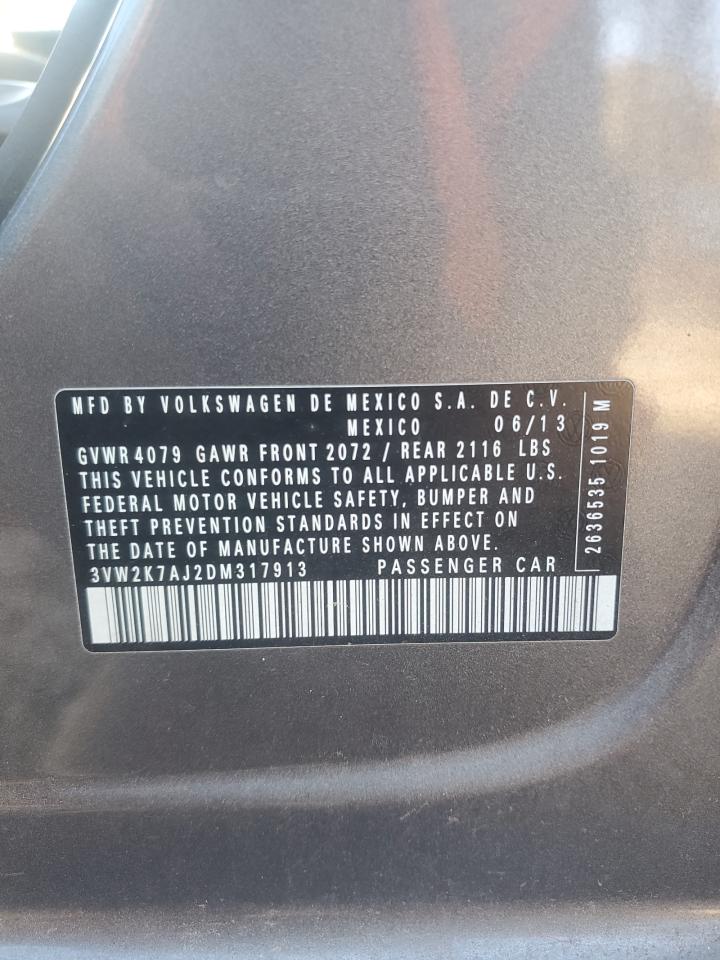 MFD BY VOLKSWAGEN DE MEXICO S.A. DE C.V.
MEXICO 06/13
GVWR 4079 GAWR FRONT 2072 / REAR 2116 LBS
THIS VEHICLE CONFORMS TO ALL APPLICABLE U.S.
FEDERAL MOTOR VEHICLE SAFETY, BUMPER AND
THEFT PREVENTION STANDARDS IN EFFECT ON
THE DATE OF MANUFACTURE SHOWN ABOVE.
3VW2K7AJ2DM317913 PASSENGER CAR
2636535 1019 M